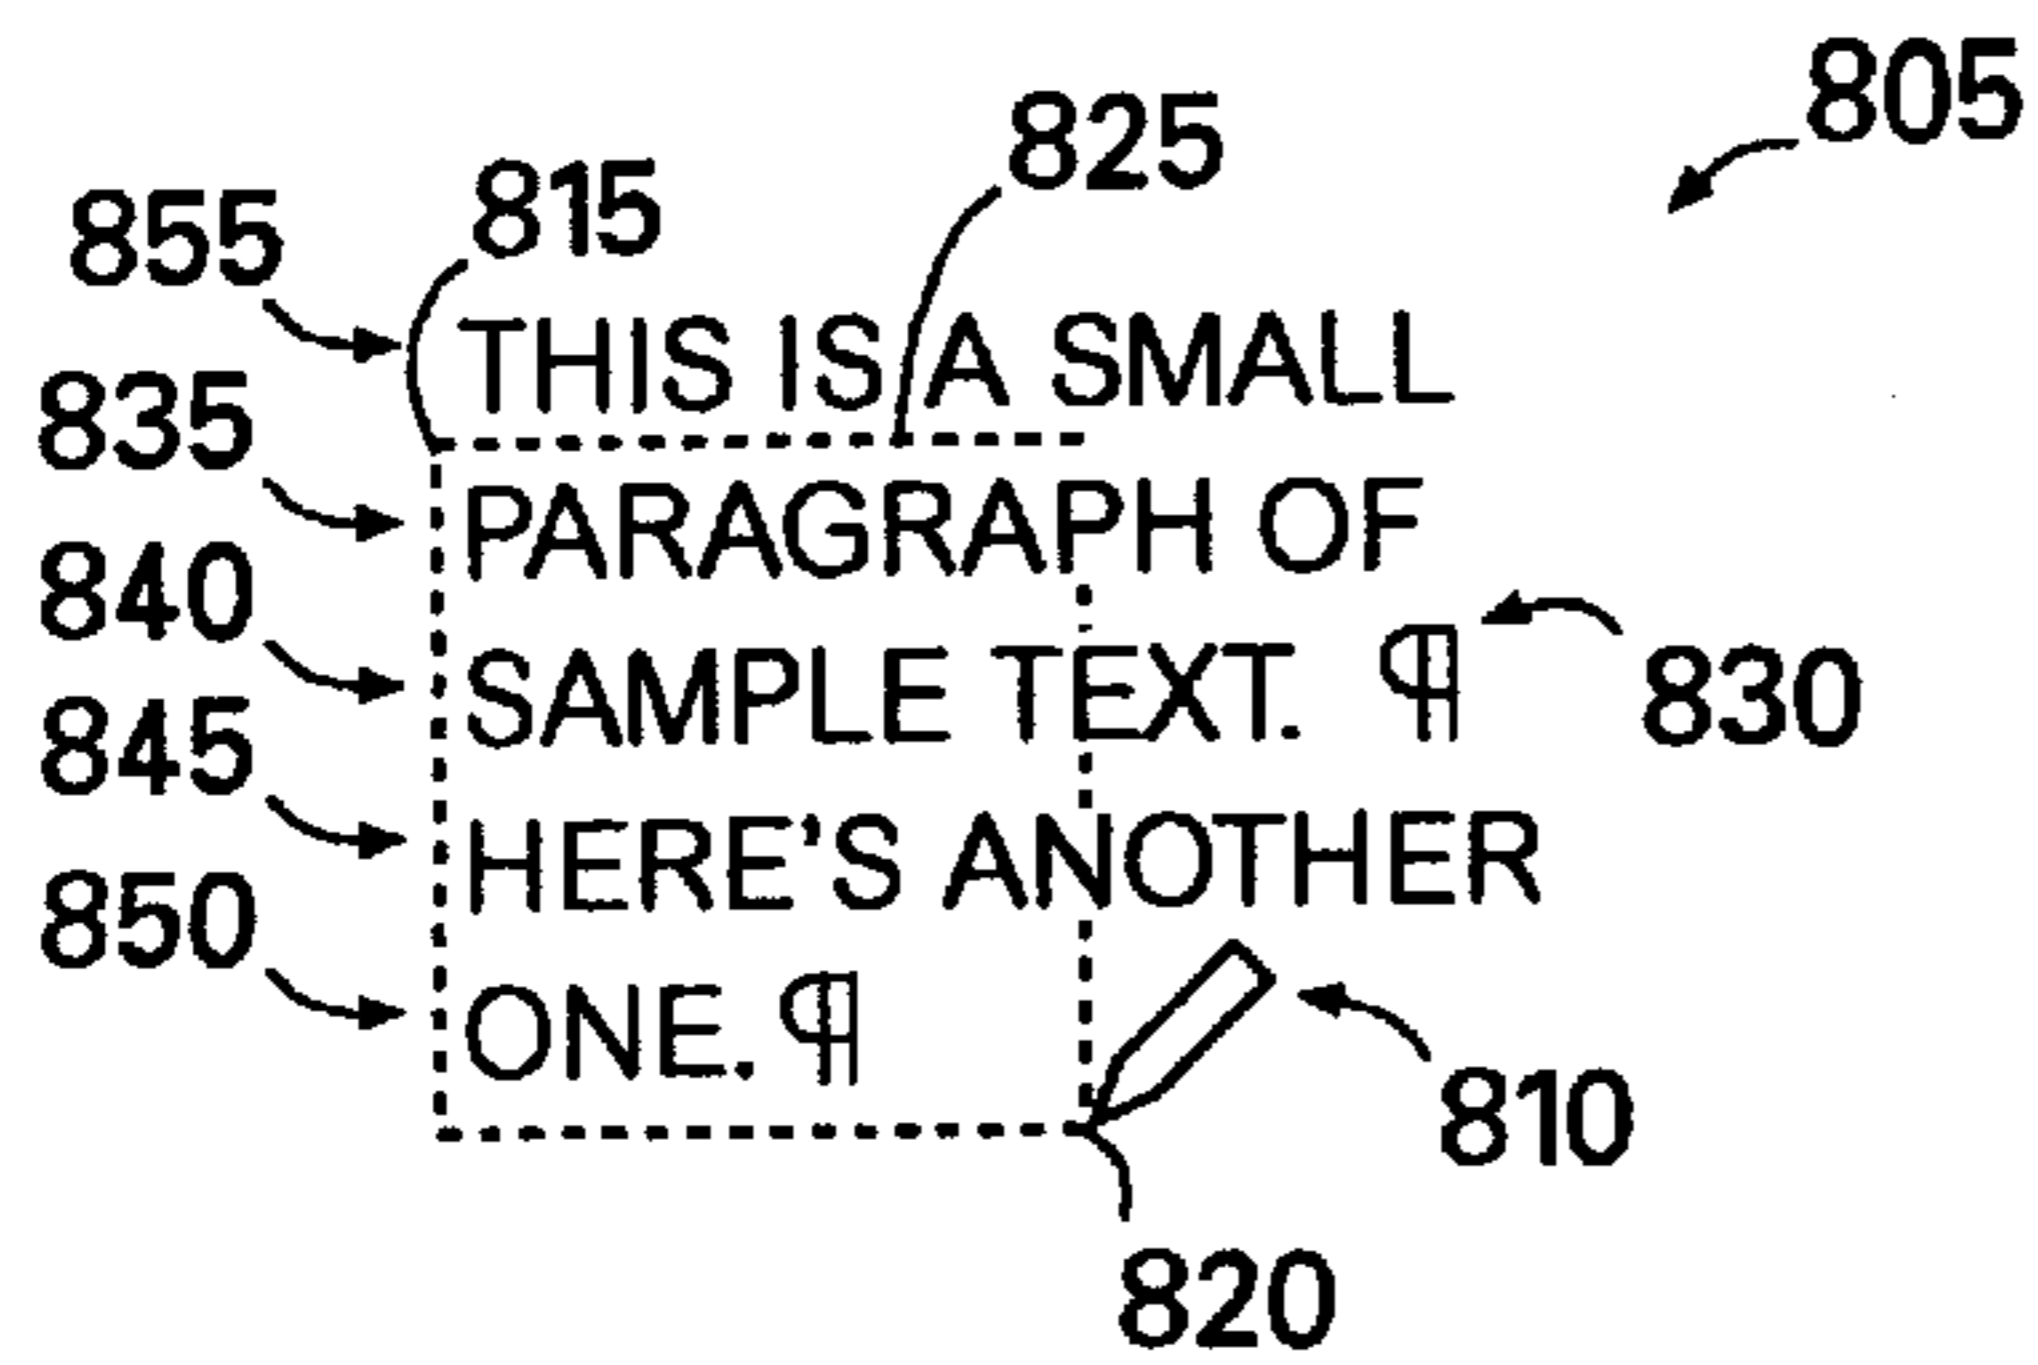 805
825
815
855
THIS IS A SMALL
835
PARAGRAPH OF
840
SAMPLE TEXT. ¶
830
845
HERE'S ANOTHER
850
ONE. ¶
810
820